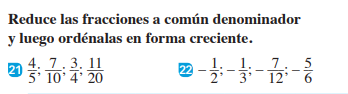 Reduce las fracciones a común denominador
y luego ordénalas en forma creciente.
21 4/5; 7/10; 3/4; 11/20
22 -1/2; -1/3; -7/12; -5/6